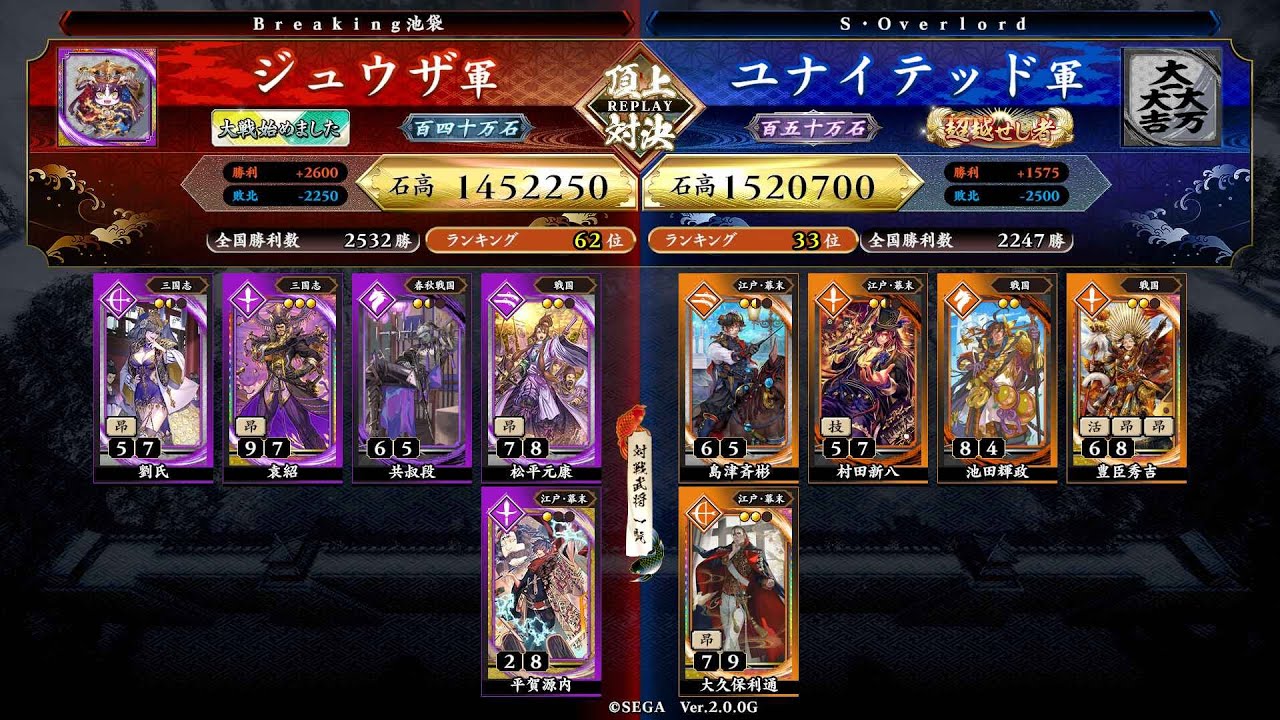 Breaking池袋
S・Overlord
ジュウザ軍
頂上
REPLAY
対決
ユナイテッド軍
大一大万大吉
大戦始めました
百四十万石
百五十万石
超越せし者
勝利 +2600
敗北 -2250
石高 1452250
石高 1520700
勝利 +1575
敗北 -2500
全国勝利数 2532勝
ランキング 62位
ランキング 33位
全国勝利数 2247勝
三国志
三国志
春秋戦国
戦国
江戸・幕末
江戸・幕末
戦国
戦国
昴
昴
昴
技
活 昴 昴
5 7
9 7
6 5
7 8
6 5
5 7
8 4
6 8
劉氏
袁紹
共叔段
松平元康
島津斉彬
村田新八
池田輝政
豊臣秀吉
対戦武将一覧
江戸・幕末
江戸・幕末
昴
2 8
7 9
平賀源内
大久保利通
©SEGA Ver.2.0.0G